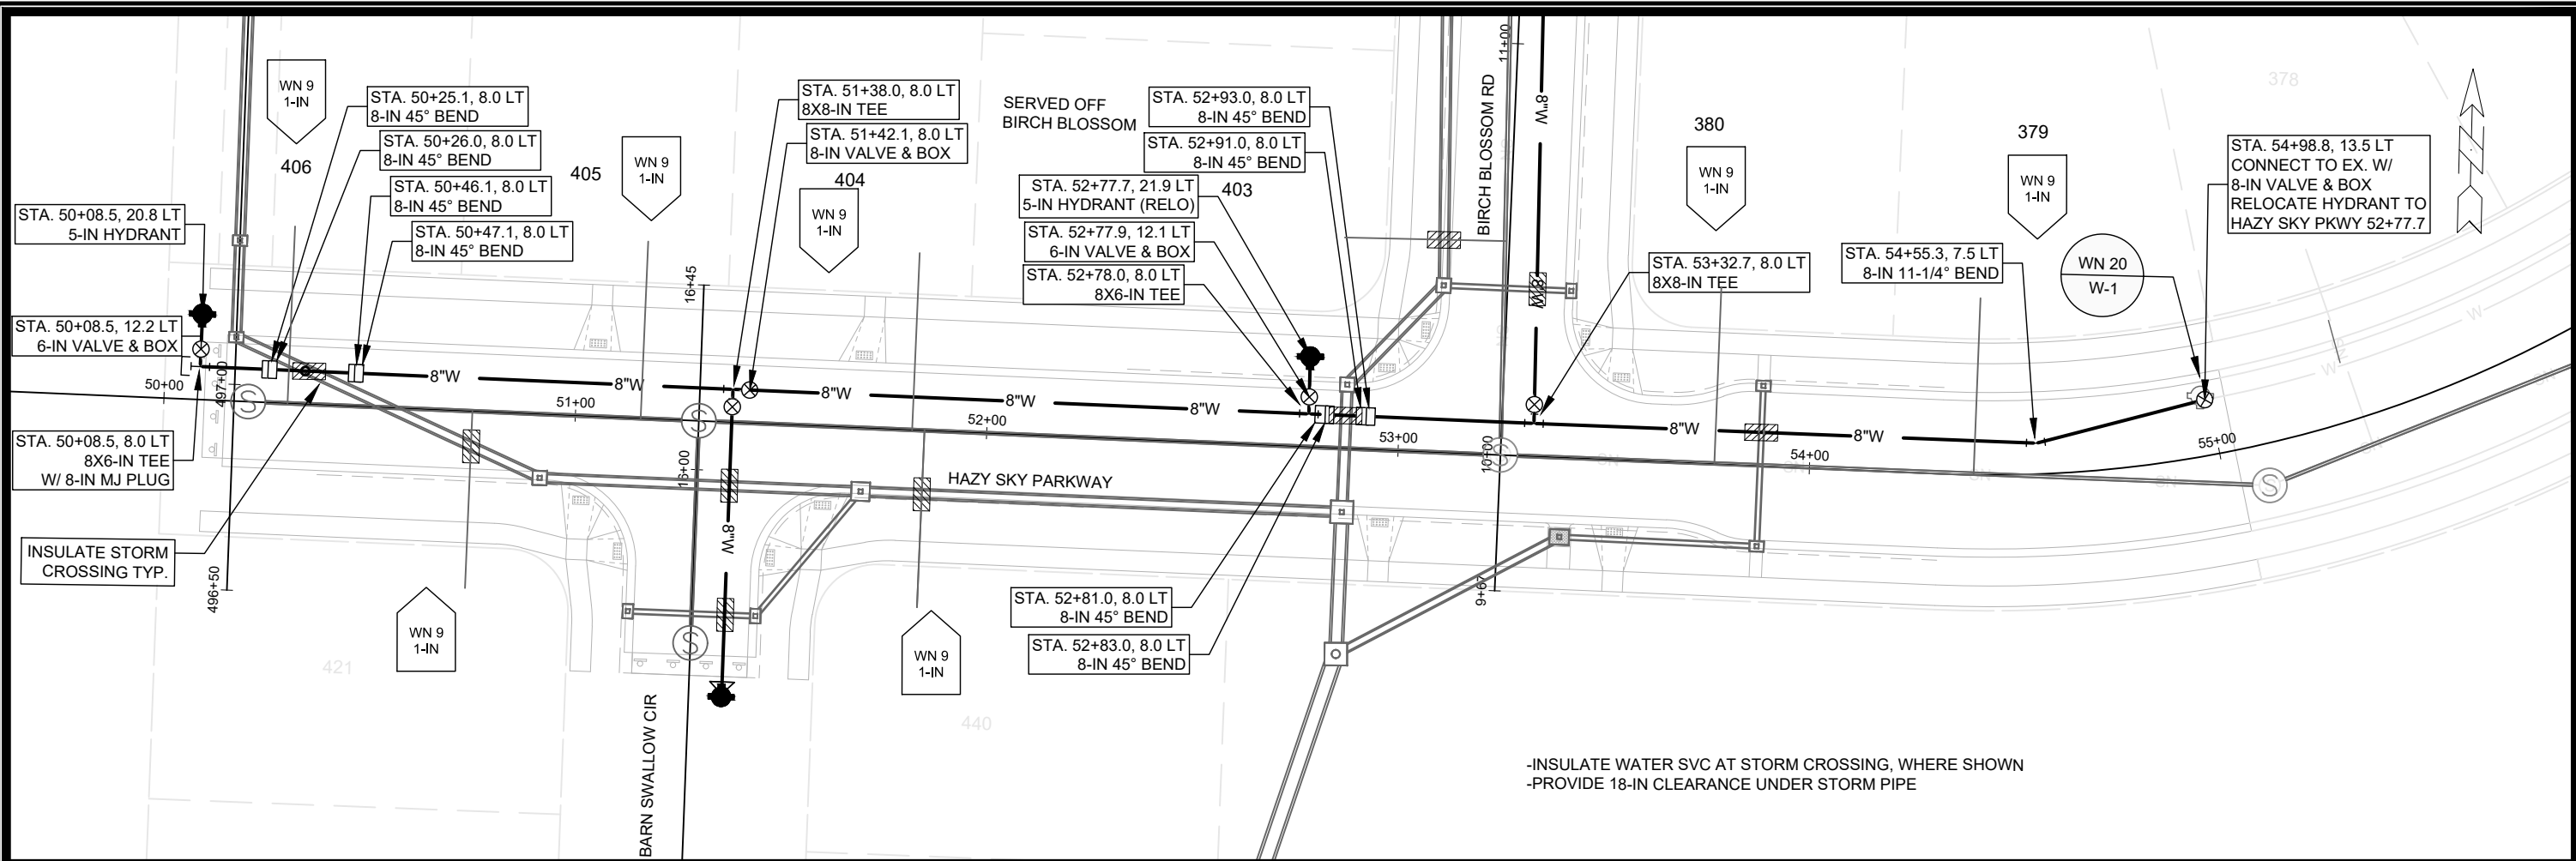 WN 9
1-IN
406
STA. 50+25.1, 8.0 LT
8-IN 45° BEND
STA. 50+26.0, 8.0 LT
8-IN 45° BEND
STA. 50+46.1, 8.0 LT
8-IN 45° BEND
STA. 50+47.1, 8.0 LT
8-IN 45° BEND
STA. 50+08.5, 20.8 LT
5-IN HYDRANT
STA. 50+08.5, 12.2 LT
6-IN VALVE & BOX
STA. 50+08.5, 8.0 LT
8X6-IN TEE
W/ 8-IN MJ PLUG
INSULATE STORM
CROSSING TYP.
405
WN 9
1-IN
STA. 51+38.0, 8.0 LT
8X8-IN TEE
STA. 51+42.1, 8.0 LT
8-IN VALVE & BOX
404
WN 9
1-IN
SERVED OFF
BIRCH BLOSSOM
STA. 52+93.0, 8.0 LT
8-IN 45° BEND
STA. 52+91.0, 8.0 LT
8-IN 45° BEND
STA. 52+77.7, 21.9 LT
5-IN HYDRANT (RELO)
403
STA. 52+77.9, 12.1 LT
6-IN VALVE & BOX
STA. 52+78.0, 8.0 LT
8X6-IN TEE
BIRCH BLOSSOM RD
11+00
8"W
8"W
380
WN 9
1-IN
379
WN 9
1-IN
378
STA. 53+32.7, 8.0 LT
8X8-IN TEE
STA. 54+55.3, 7.5 LT
8-IN 11-1/4° BEND
WN 20
W-1
STA. 54+98.8, 13.5 LT
CONNECT TO EX. W/
8-IN VALVE & BOX
RELOCATE HYDRANT TO
HAZY SKY PKWY 52+77.7
16+45
50+00
497+00
S
8"W
51+00
8"W
S
8"W
8"W
52+00
8"W
53+00
10+00
S
8"W
54+00
8"W
55+00
S
W
W
SN
SN
SN
SN
496+50
16+00
8"W
HAZY SKY PARKWAY
9+67
WN 9
1-IN
421
S
BARN SWALLOW CIR
WN 9
1-IN
440
STA. 52+81.0, 8.0 LT
8-IN 45° BEND
STA. 52+83.0, 8.0 LT
8-IN 45° BEND
-INSULATE WATER SVC AT STORM CROSSING, WHERE SHOWN
-PROVIDE 18-IN CLEARANCE UNDER STORM PIPE